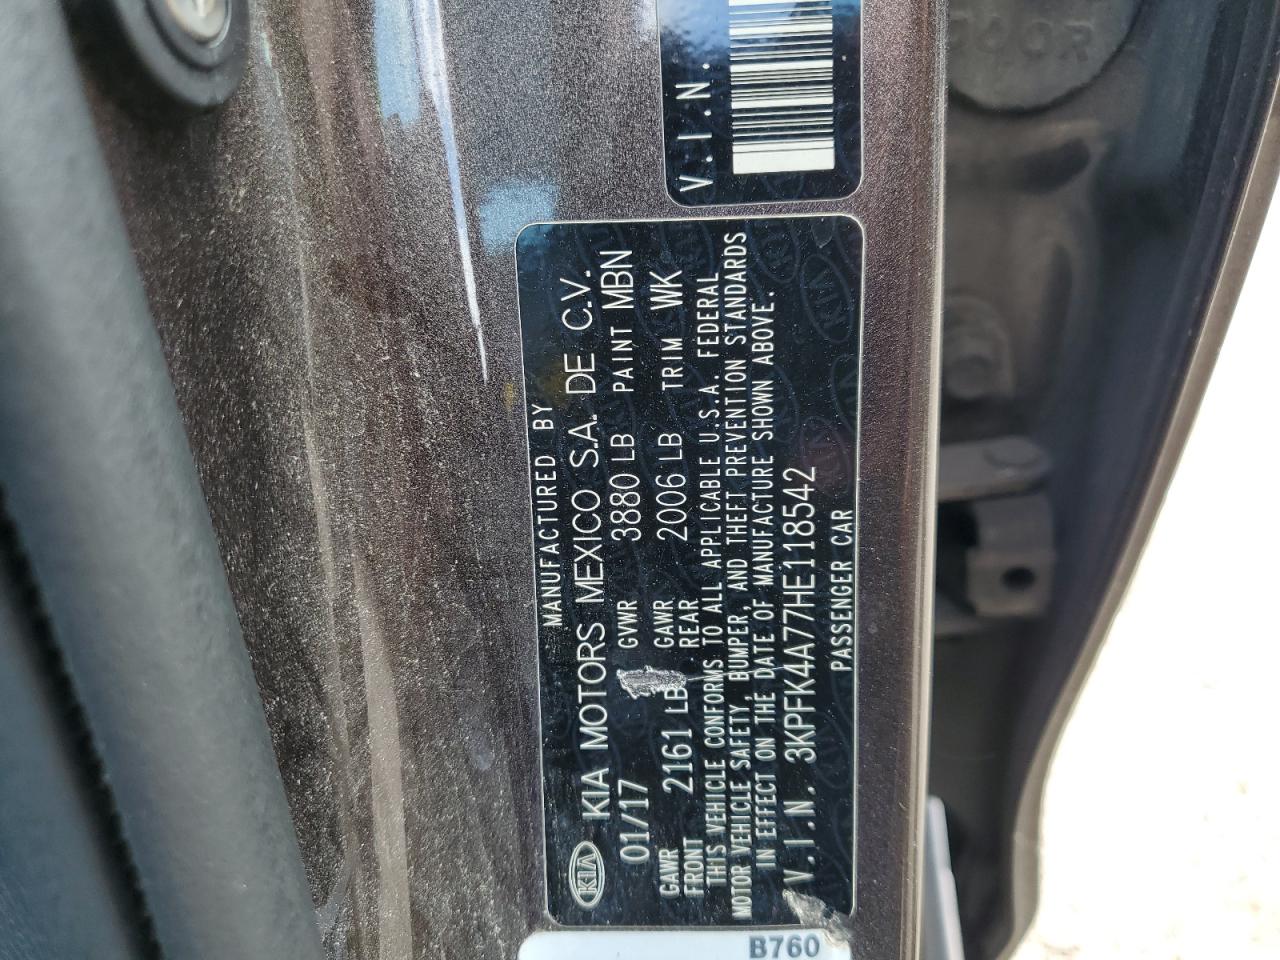 V.I.N.
MANUFACTURED BY
KIA KIA MOTORS MEXICO S.A. DE C.V.
01/17 GVWR 3880 LB PAINT MBN
GAWR FRONT 2161 LB GAWR REAR 2006 LB TRIM WK
THIS VEHICLE CONFORMS TO ALL APPLICABLE U.S.A. FEDERAL
MOTOR VEHICLE SAFETY, BUMPER, AND THEFT PREVENTION STANDARDS
IN EFFECT ON THE DATE OF MANUFACTURE SHOWN ABOVE.
V.I.N. 3KPFK4A77HE118542
PASSENGER CAR
B760